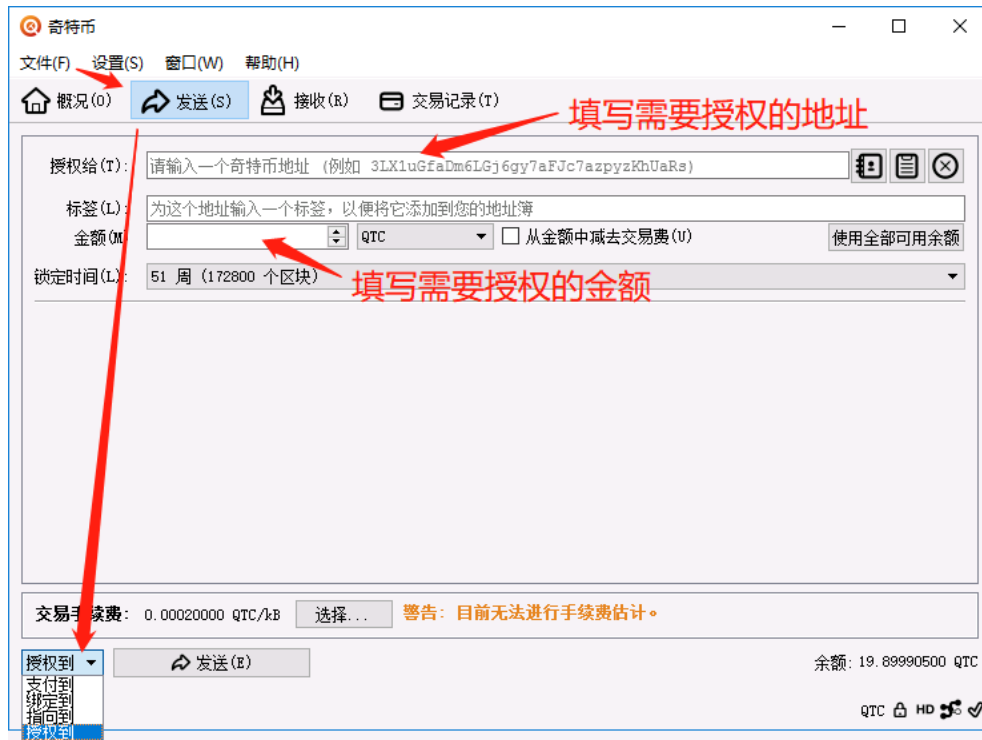 奇特币
文件(F) 设置(S) 窗口(W) 帮助(H)
概况(O) 发送(S) 接收(R) 交易记录(T)
填写需要授权的地址
授权给(T): 请输入一个奇特币地址 (例如 3LX1uGfaDm6LGj6gy7aFJc7azpyzKhUaRs)
标签(L): 为这个地址输入一个标签，以便将它添加到您的地址簿
金额(M QTC 从金额中减去交易费(U) 使用全部可用余额
锁定时间(L): 51 周 (172800 个区块)
填写需要授权的金额
交易手续费: 0.00020000 QTC/kB 选择... 警告: 目前无法进行手续费估计。
授权到 发送(E) 余额: 19.89990500 QTC
支付到
绑定到
指向到
授权到
QTC HD